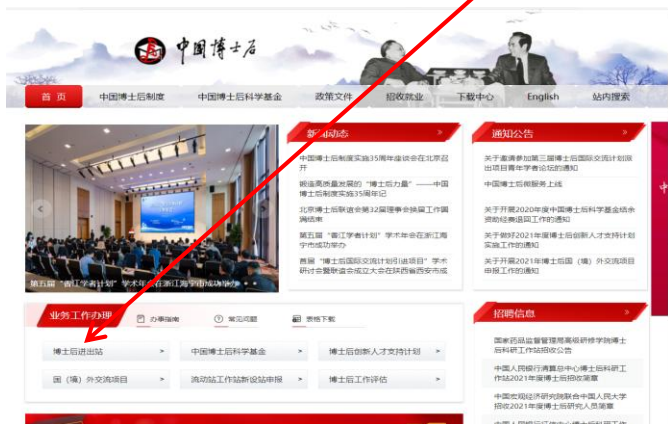 中国博士后
首 页
中国博士后制度
中国博士后科学基金
政策文件
招收就业
下载中心
English
站内搜索
第五届“香江学者计划”学术年会在浙江海宁市成功举办
新闻动态 >
中国博士后制度实施35周年座谈会在北京召
开
锻造高质量发展的“博士后力量”——中国
博士后制度实施35周年记
北京博士后联谊会第32届理事会换届工作圆
满结束
第五届“香江学者计划”学术年会在浙江海
宁市成功举办
首届“博士后国际交流计划引进项目”学术
研讨会暨联谊会成立大会在陕西省西安市成
通知公告 >
关于邀请参加第三届博士后国际交流计划派
出项目青年学者论坛的通知
中国博士后微服务上线
关于开展2020年度中国博士后科学基金结余
资助经费退回工作的通知
关于做好2021年度博士后创新人才支持计划
实施工作的通知
关于开展2021年博士后国（境）外交流项目
申报工作的通知
中
业务工作办理
办事指南
常见问题
表格下载
博士后进出站 >
中国博士后科学基金 >
博士后创新人才支持计划 >
国（境）外交流项目 >
流动站工作站新设站申报 >
博士后工作评估 >
招聘信息 >
国家药品监督管理局高级研修学院博士
后科研工作站招收公告
中国人民银行清算总中心博士后科研工
作站2021年度博士后招收简章
中国宏观经济研究院联合中国人民大学
招收2021年度博士后研究人员简章